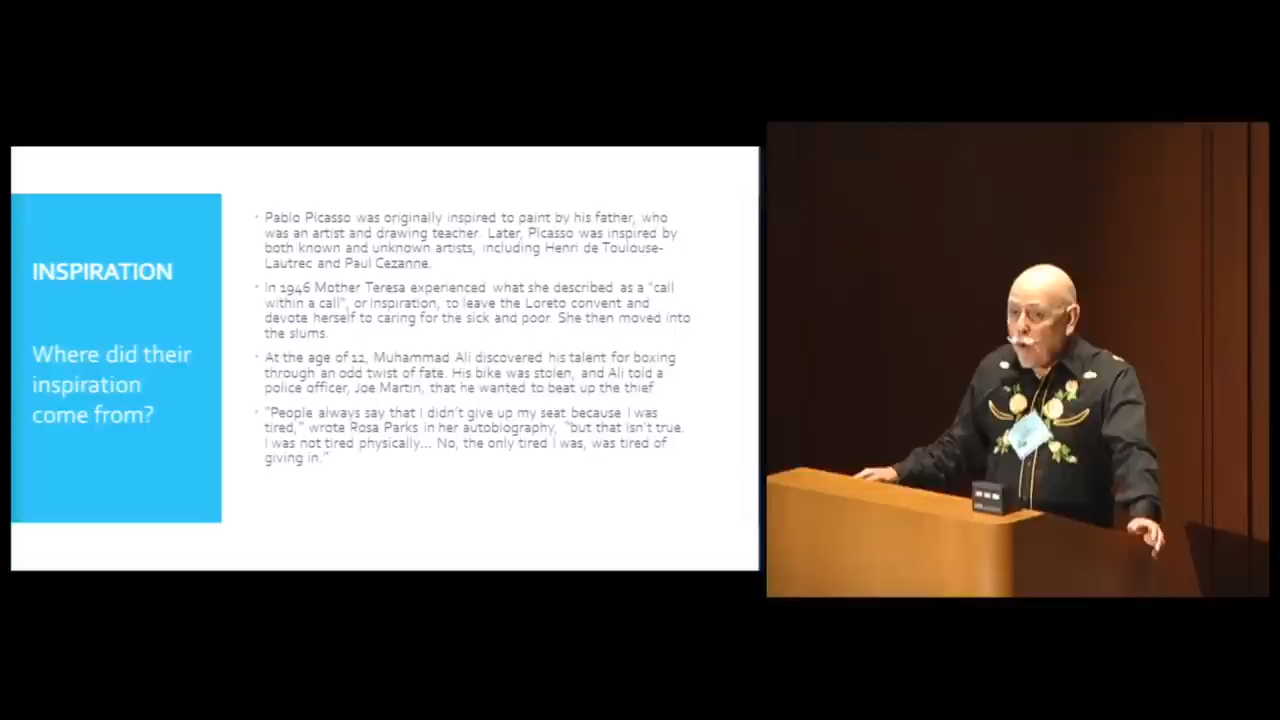 INSPIRATION
Where did their
inspiration
come from?
Pablo Picasso was originally inspired to paint by his father, who
was an artist and drawing teacher. Later, Picasso was inspired by
both known and unknown artists, including Henri de Toulouse-
Lautrec and Paul Cezanne.
In 1946 Mother Teresa experienced what she described as a "call
within a call", or inspiration, to leave the Loreto convent and
devote herself to caring for the sick and poor. She then moved into
the slums.
At the age of 12, Muhammad Ali discovered his talent for boxing
through an odd twist of fate. His bike was stolen, and Ali told a
police officer, Joe Martin, that he wanted to beat up the thief
"People always say that I didn't give up my seat because I was
tired," wrote Rosa Parks in her autobiography, "but that isn't true.
I was not tired physically... No, the only tired I was, was tired of
giving in."